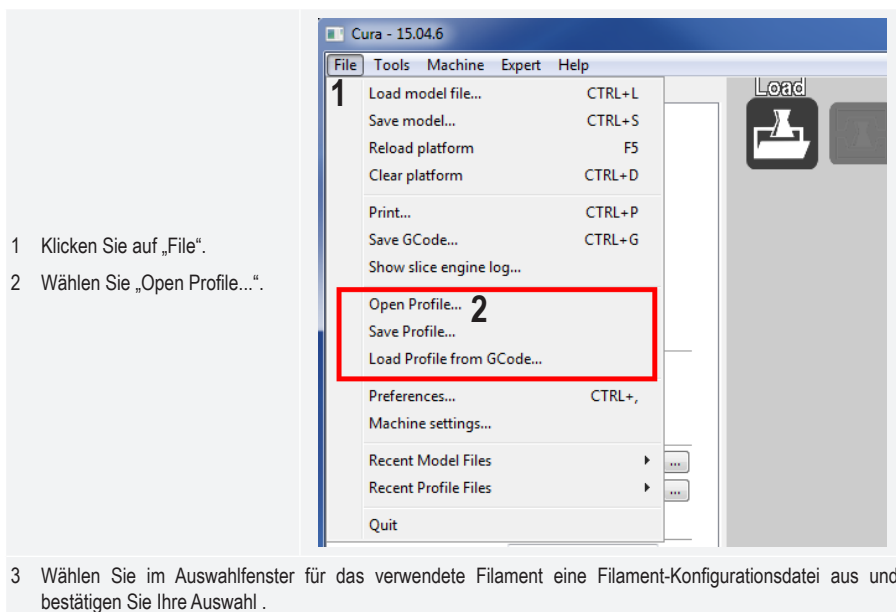 Cura - 15.04.6
File Tools Machine Expert Help
1
Load model file... CTRL+L
Save model... CTRL+S
Reload platform F5
Clear platform CTRL+D
Print... CTRL+P
Save GCode... CTRL+G
Show slice engine log...
Open Profile... 2
Save Profile...
Load Profile from GCode...
Preferences... CTRL+,
Machine settings...
Recent Model Files ...
Recent Profile Files ...
Quit
Load
1 Klicken Sie auf „File“.
2 Wählen Sie „Open Profile...“.
3 Wählen Sie im Auswahlfenster für das verwendete Filament eine Filament-Konfigurationsdatei aus und
bestätigen Sie Ihre Auswahl .